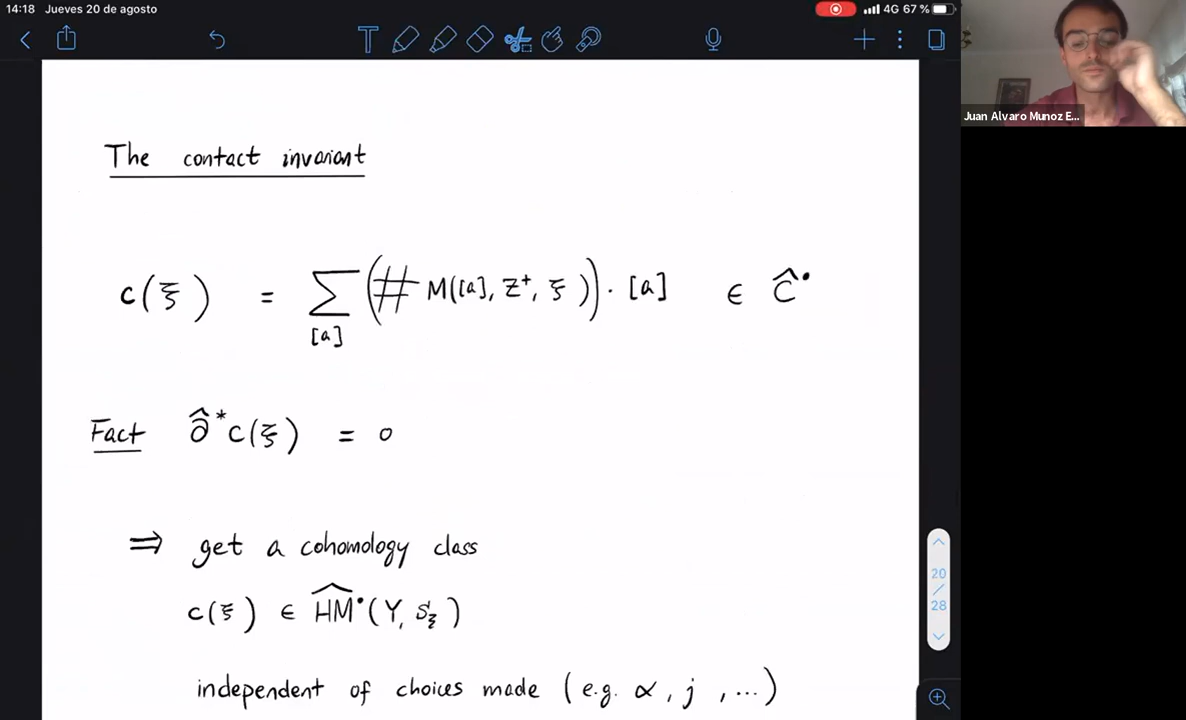 14:18 Jueves 20 de agosto
4G 67 %
Juan Alvaro Munoz E...
The contact invariant
c(ξ) = Σ_[a] (# M([a], Z⁺, ξ)) · [a] ∈ Ĉ^•
Fact ∂̂* c(ξ) = 0
⟹ get a cohomology class
c(ξ) ∈ \widehat{HM}^•(Y, 𝔰_ξ)
independent of choices made (e.g. α, j, ...)
20
/
28